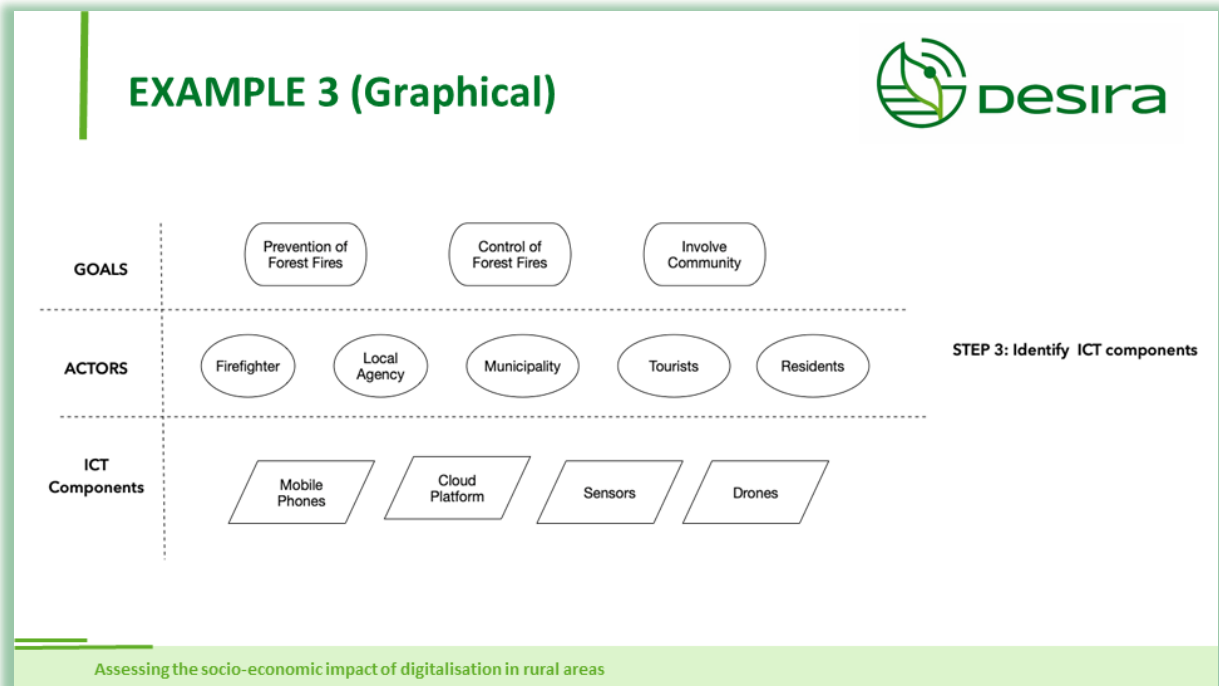 EXAMPLE 3 (Graphical)
DESIRA
GOALS
Prevention of
Forest Fires
Control of
Forest Fires
Involve
Community
ACTORS
Firefighter
Local
Agency
Municipality
Tourists
Residents
STEP 3: Identify ICT components
ICT
Components
Mobile
Phones
Cloud
Platform
Sensors
Drones
Assessing the socio-economic impact of digitalisation in rural areas